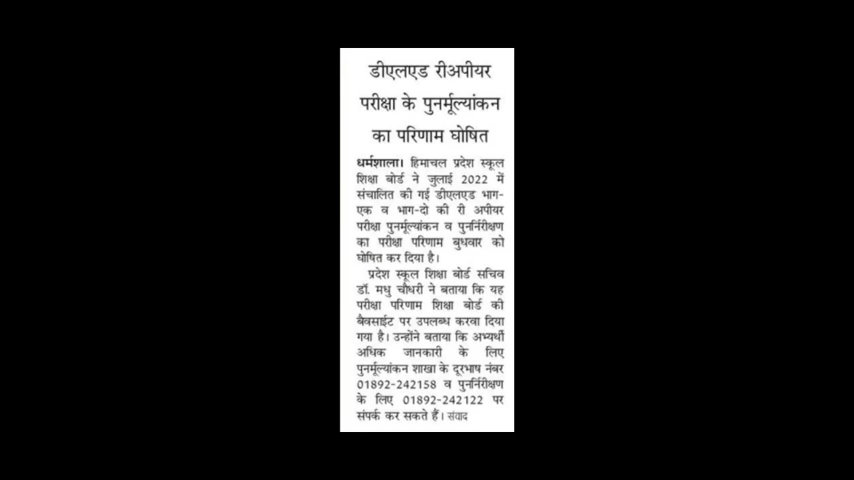 डीएलएड रीअपीयर
परीक्षा के पुनर्मूल्यांकन
का परिणाम घोषित
धर्मशाला। हिमाचल प्रदेश स्कूल
शिक्षा बोर्ड ने जुलाई 2022 में
संचालित की गई डीएलएड भाग-
एक व भाग-दो की री अपीयर
परीक्षा पुनर्मूल्यांकन व पुनर्निरीक्षण
का परीक्षा परिणाम बुधवार को
घोषित कर दिया है।
प्रदेश स्कूल शिक्षा बोर्ड सचिव
डॉ. मधु चौधरी ने बताया कि यह
परीक्षा परिणाम शिक्षा बोर्ड की
बैवसाईट पर उपलब्ध करवा दिया
गया है। उन्होंने बताया कि अभ्यर्थी
अधिक जानकारी के लिए
पुनर्मूल्यांकन शाखा के दूरभाष नंबर
01892-242158 व पुनर्निरीक्षण
के लिए 01892-242122 पर
संपर्क कर सकते हैं। संवाद